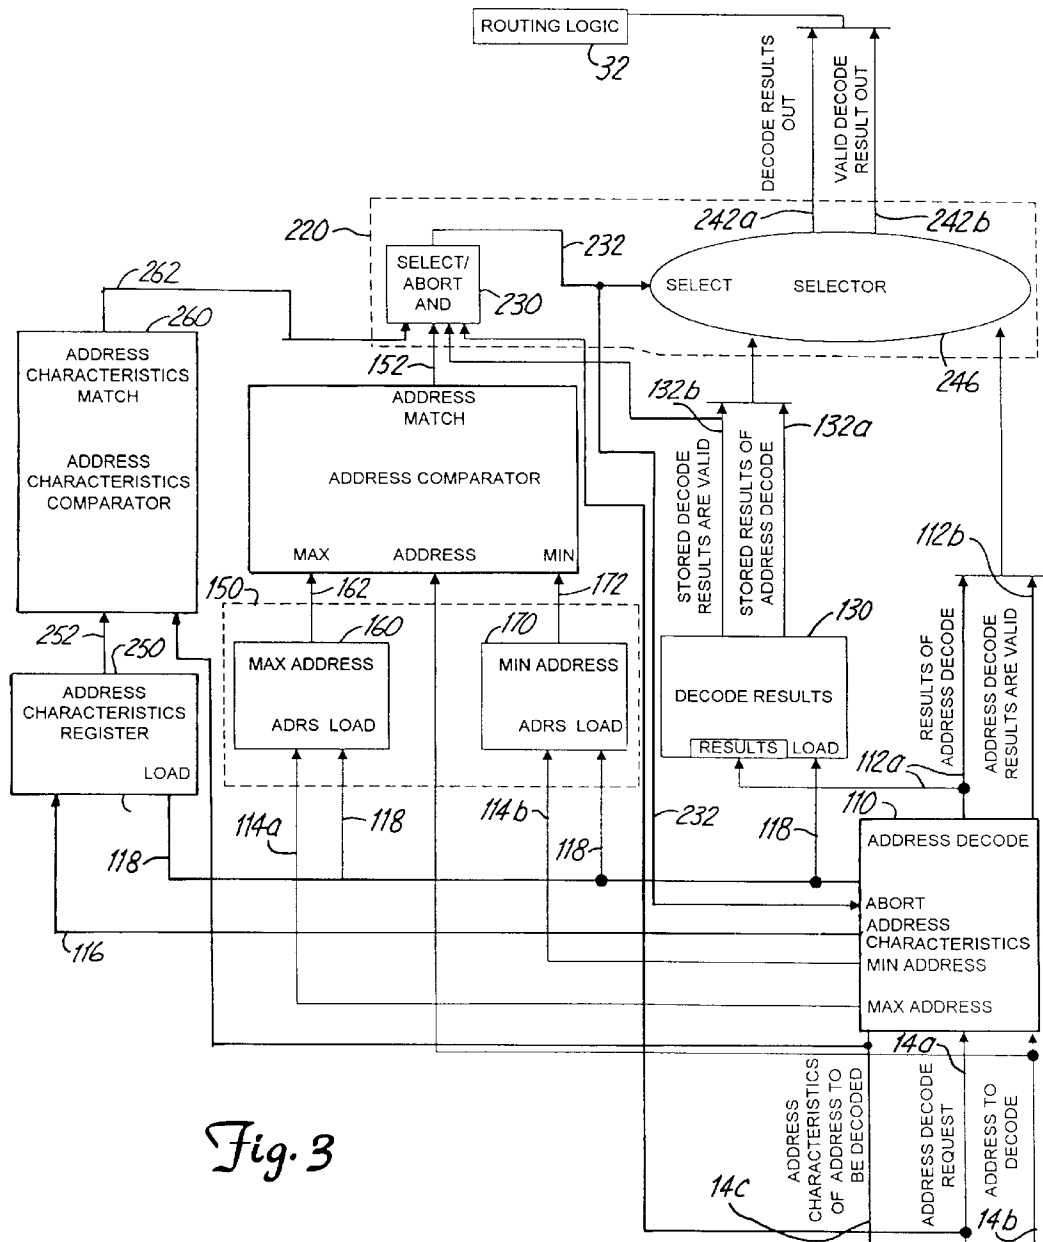 ROUTING LOGIC
32
DECODE RESULTS
OUT
VALID DECODE
RESULT OUT
242a
242b
220
232
SELECT/
ABORT
AND
230
SELECT
SELECTOR
246
262
260
ADDRESS
CHARACTERISTICS
MATCH
ADDRESS
CHARACTERISTICS
COMPARATOR
152
ADDRESS
MATCH
ADDRESS COMPARATOR
MAX
ADDRESS
MIN
132b
132a
STORED DECODE
RESULTS ARE VALID
STORED RESULTS OF
ADDRESS DECODE
112b
150
162
172
252
250
ADDRESS
CHARACTERISTICS
REGISTER
LOAD
160
MAX ADDRESS
ADRS LOAD
170
MIN ADDRESS
ADRS LOAD
130
DECODE RESULTS
RESULTS
LOAD
RESULTS OF
ADDRESS DECODE
ADDRESS DECODE
RESULTS ARE VALID
112a
110
118
114a
118
114b
118
232
118
116
ADDRESS DECODE
ABORT
ADDRESS
CHARACTERISTICS
MIN ADDRESS
MAX ADDRESS
14a
ADDRESS
CHARACTERISTICS
OF ADDRESS TO
BE DECODED
ADDRESS DECODE
REQUEST
ADDRESS TO
DECODE
14c
14b
Fig. 3